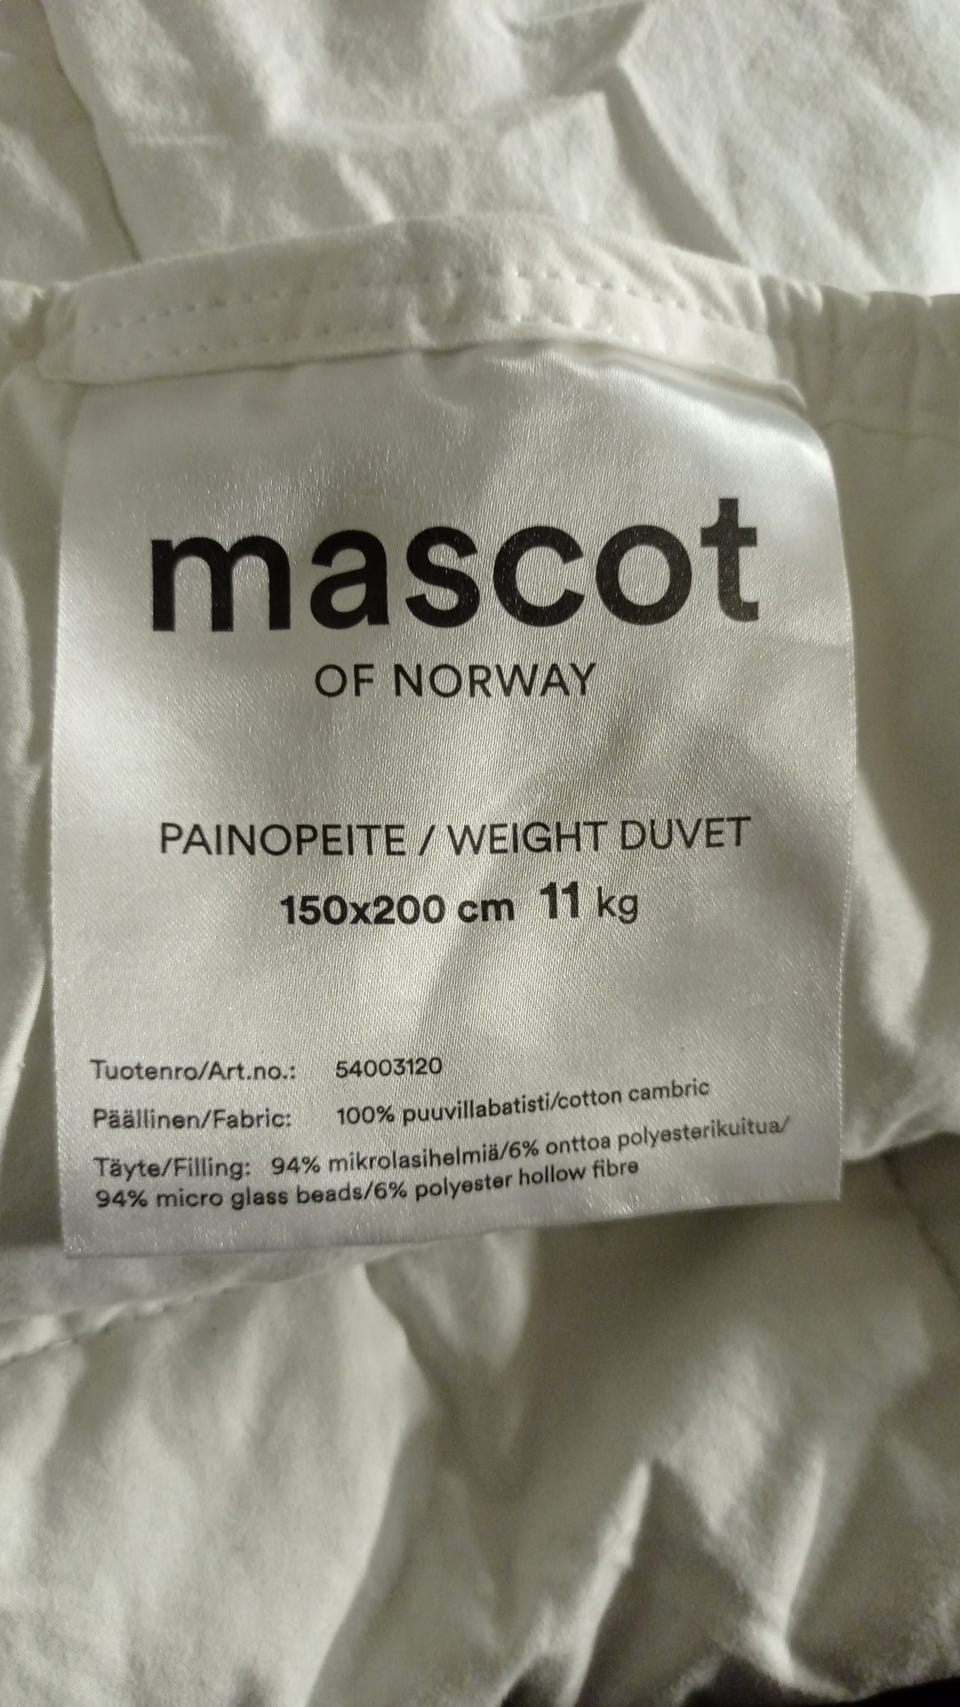 mascot
OF NORWAY
PAINOPEITE / WEIGHT DUVET
150x200 cm 11 kg
Tuotenro/Art.no.: 54003120
Päällinen/Fabric: 100% puuvillabatisti/cotton cambric
Täyte/Filling: 94% mikrolasihelmiä/6% onttoa polyesterikuitua/
94% micro glass beads/6% polyester hollow fibre